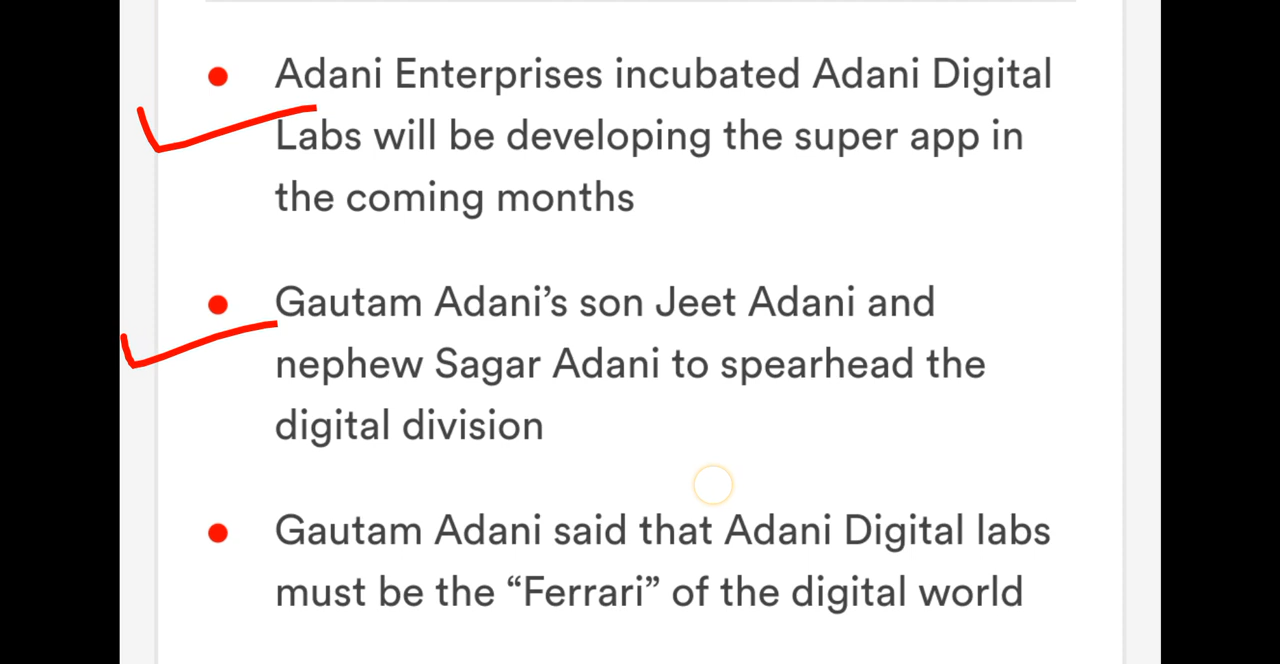 Adani Enterprises incubated Adani Digital
Labs will be developing the super app in
the coming months
Gautam Adani’s son Jeet Adani and
nephew Sagar Adani to spearhead the
digital division
Gautam Adani said that Adani Digital labs
must be the “Ferrari” of the digital world